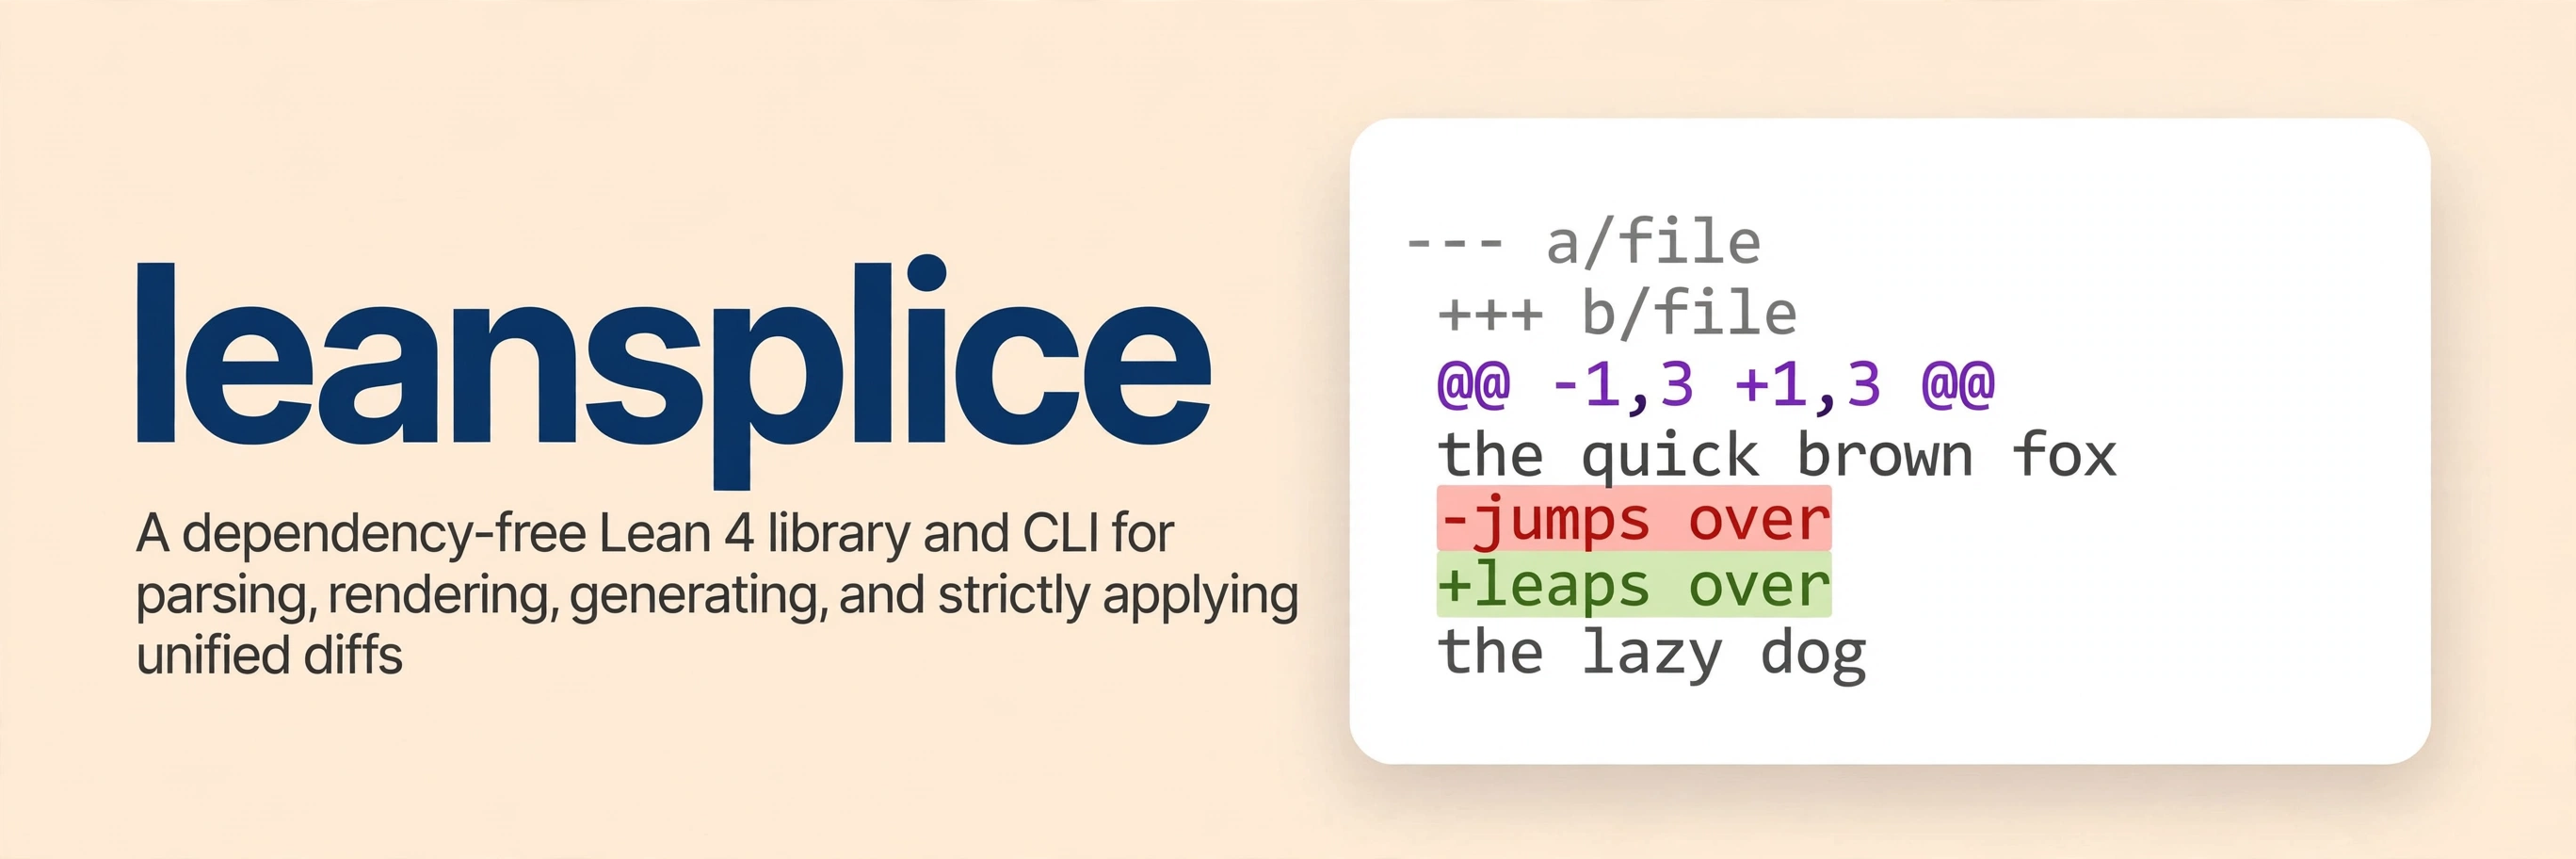 leansplice
A dependency-free Lean 4 library and CLI for
parsing, rendering, generating, and strictly applying
unified diffs
--- a/file
+++ b/file
@@ -1,3 +1,3 @@
the quick brown fox
-jumps over
+leaps over
the lazy dog